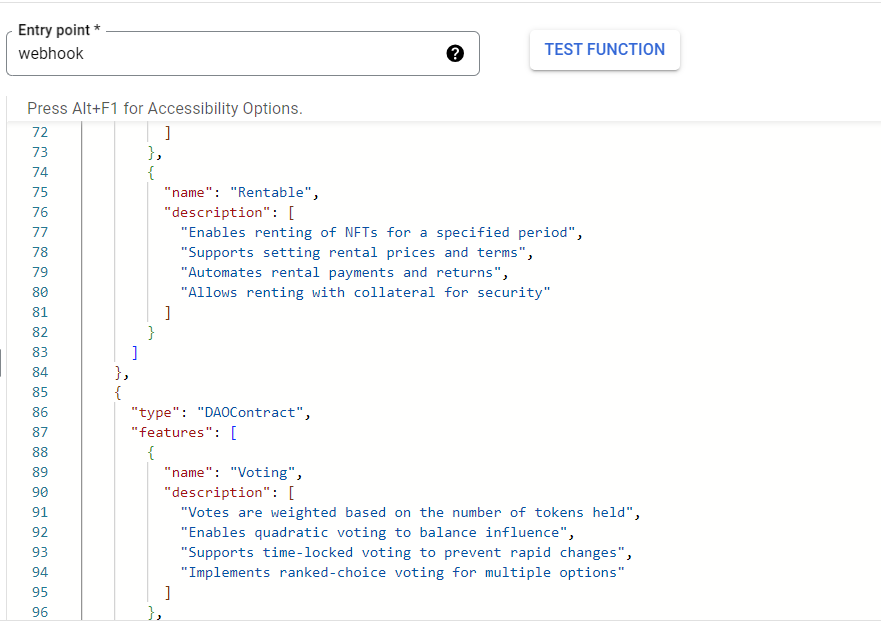 Entry point *
webhook
TEST FUNCTION
Press Alt+F1 for Accessibility Options.
72 ]
73 },
74 {
75 "name": "Rentable",
76 "description": [
77 "Enables renting of NFTs for a specified period",
78 "Supports setting rental prices and terms",
79 "Automates rental payments and returns",
80 "Allows renting with collateral for security"
81 ]
82 }
83 ]
84 },
85 {
86 "type": "DAOContract",
87 "features": [
88 {
89 "name": "Voting",
90 "description": [
91 "Votes are weighted based on the number of tokens held",
92 "Enables quadratic voting to balance influence",
93 "Supports time-locked voting to prevent rapid changes",
94 "Implements ranked-choice voting for multiple options"
95 ]
96 },